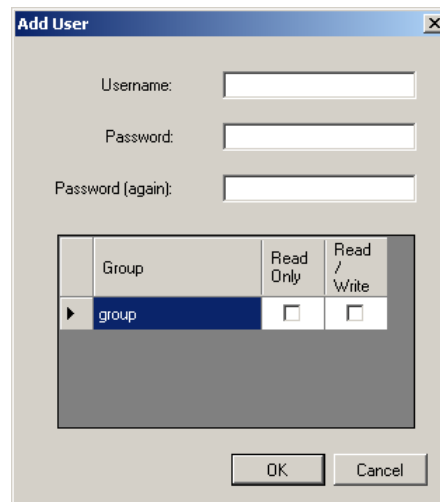 Add User
Username:
Password:
Password (again):
Group
Read
Only
Read
/
Write
group
OK
Cancel